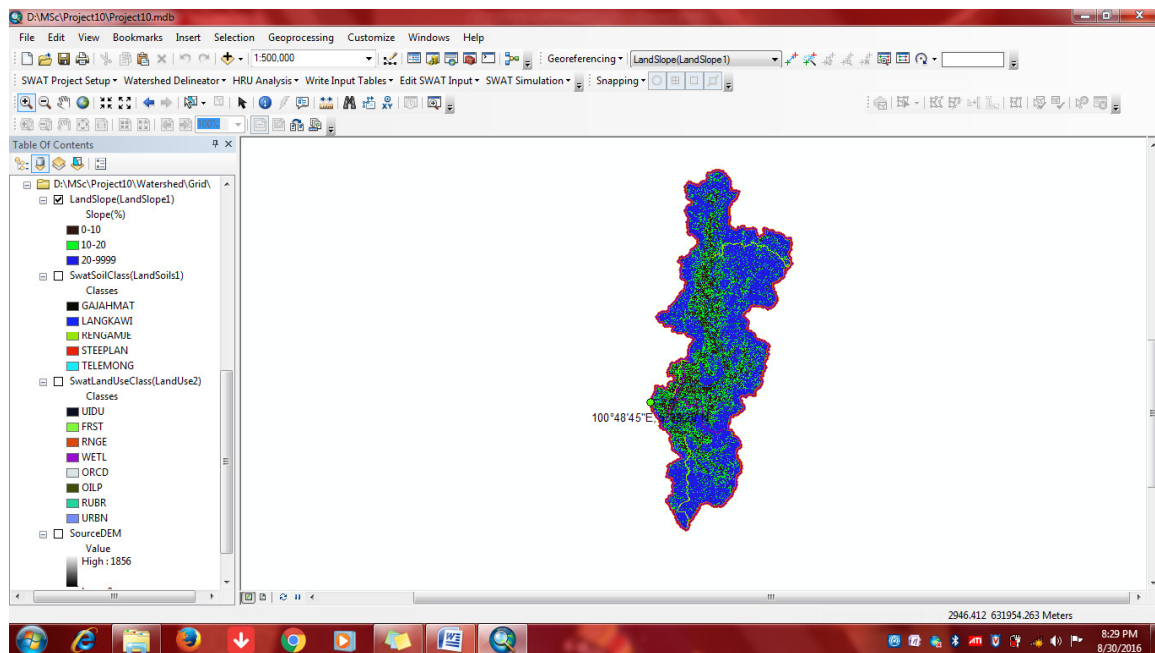 D:\MSc\Project10\Project10.mdb
File Edit View Bookmarks Insert Selection Geoprocessing Customize Windows Help
1:500,000 Georeferencing LandSlope(LandSlope1)
SWAT Project Setup Watershed Delineator HRU Analysis Write Input Tables Edit SWAT Input SWAT Simulation Snapping
100%
Table Of Contents
D:\MSc\Project10\Watershed\Grid\
LandSlope(LandSlope1)
Slope(%)
0-10
10-20
20-9999
SwatSoilClass(LandSoils1)
Classes
GAJAHMAT
LANGKAWI
RENGAMJE
STEEPLAN
TELEMONG
SwatLandUseClass(LandUse2)
Classes
UIDU
FRST
RNGE
WETL
ORCD
OILP
RUBR
URBN
SourceDEM
Value
High : 1856
100°48'45"E,
2946.412 631954.263 Meters
8:29 PM
8/30/2016